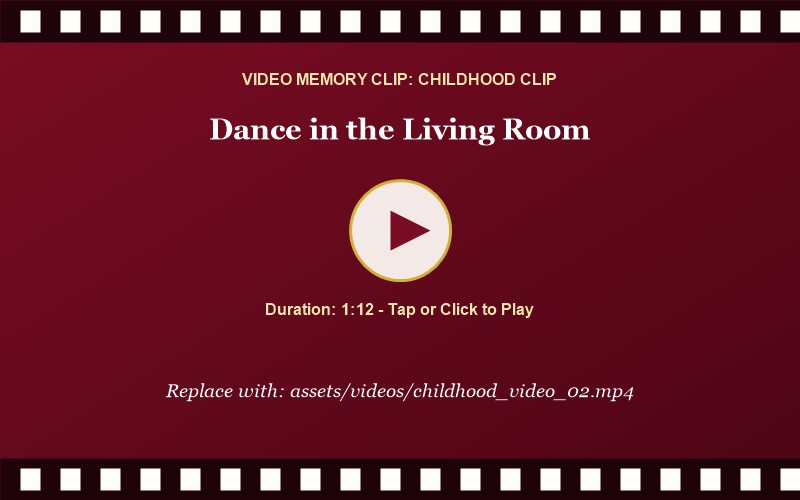 VIDEO MEMORY CLIP: CHILDHOOD CLIP
Dance in the Living Room
Duration: 1:12 - Tap or Click to Play
Replace with: assets/videos/childhood_video_02.mp4